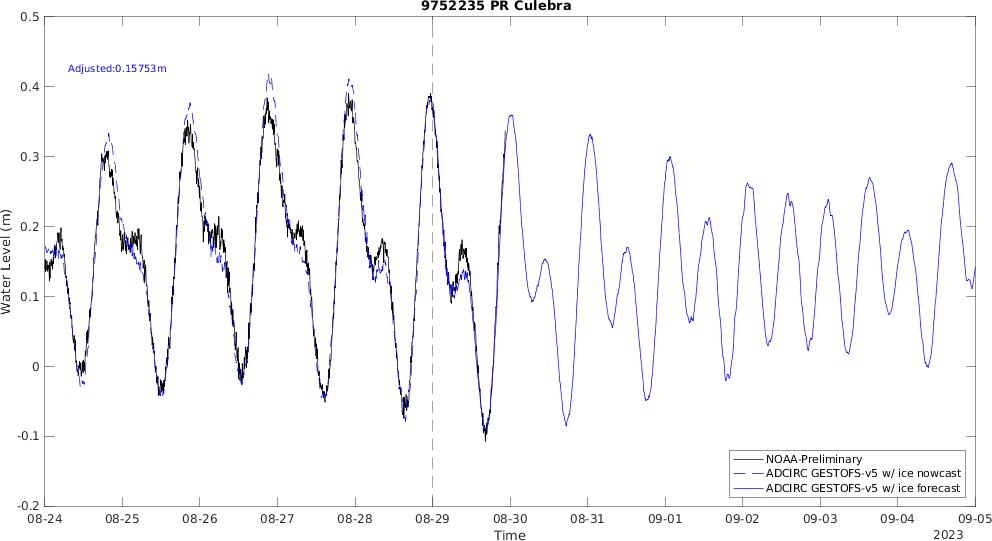 9752235 PR Culebra
Adjusted:0.15753m
0.5
0.4
0.3
0.2
0.1
0
-0.1
-0.2
Water Level (m)
NOAA-Preliminary
ADCIRC GESTOFS-v5 w/ ice nowcast
ADCIRC GESTOFS-v5 w/ ice forecast
08-24 08-25 08-26 08-27 08-28 08-29 08-30 08-31 09-01 09-02 09-03 09-04 09-05
Time
2023